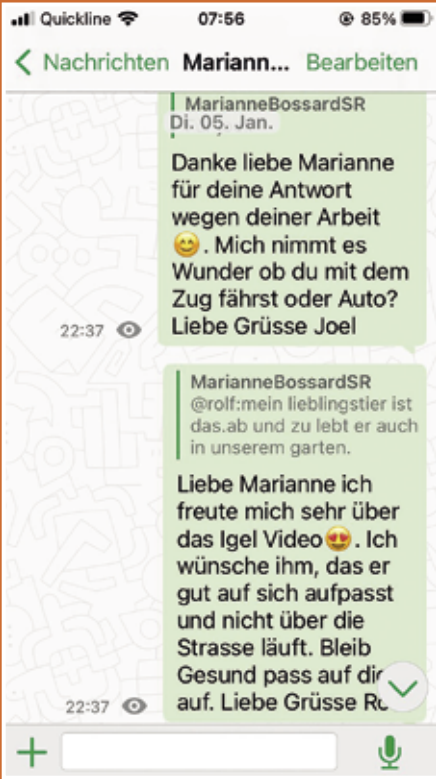 Quickline 07:56 85%
Nachrichten Mariann... Bearbeiten
MarianneBossardSR
Di. 05. Jan.
Danke liebe Marianne
für deine Antwort
wegen deiner Arbeit
😊. Mich nimmt es
Wunder ob du mit dem
Zug fährst oder Auto?
Liebe Grüsse Joel
22:37
MarianneBossardSR
@rolf:mein lieblingstier ist
das.ab und zu lebt er auch
in unserem garten.
Liebe Marianne ich
freute mich sehr über
das Igel Video😍. Ich
wünsche ihm, das er
gut auf sich aufpasst
und nicht über die
Strasse läuft. Bleib
Gesund pass auf
auf. Liebe Grüsse
22:37